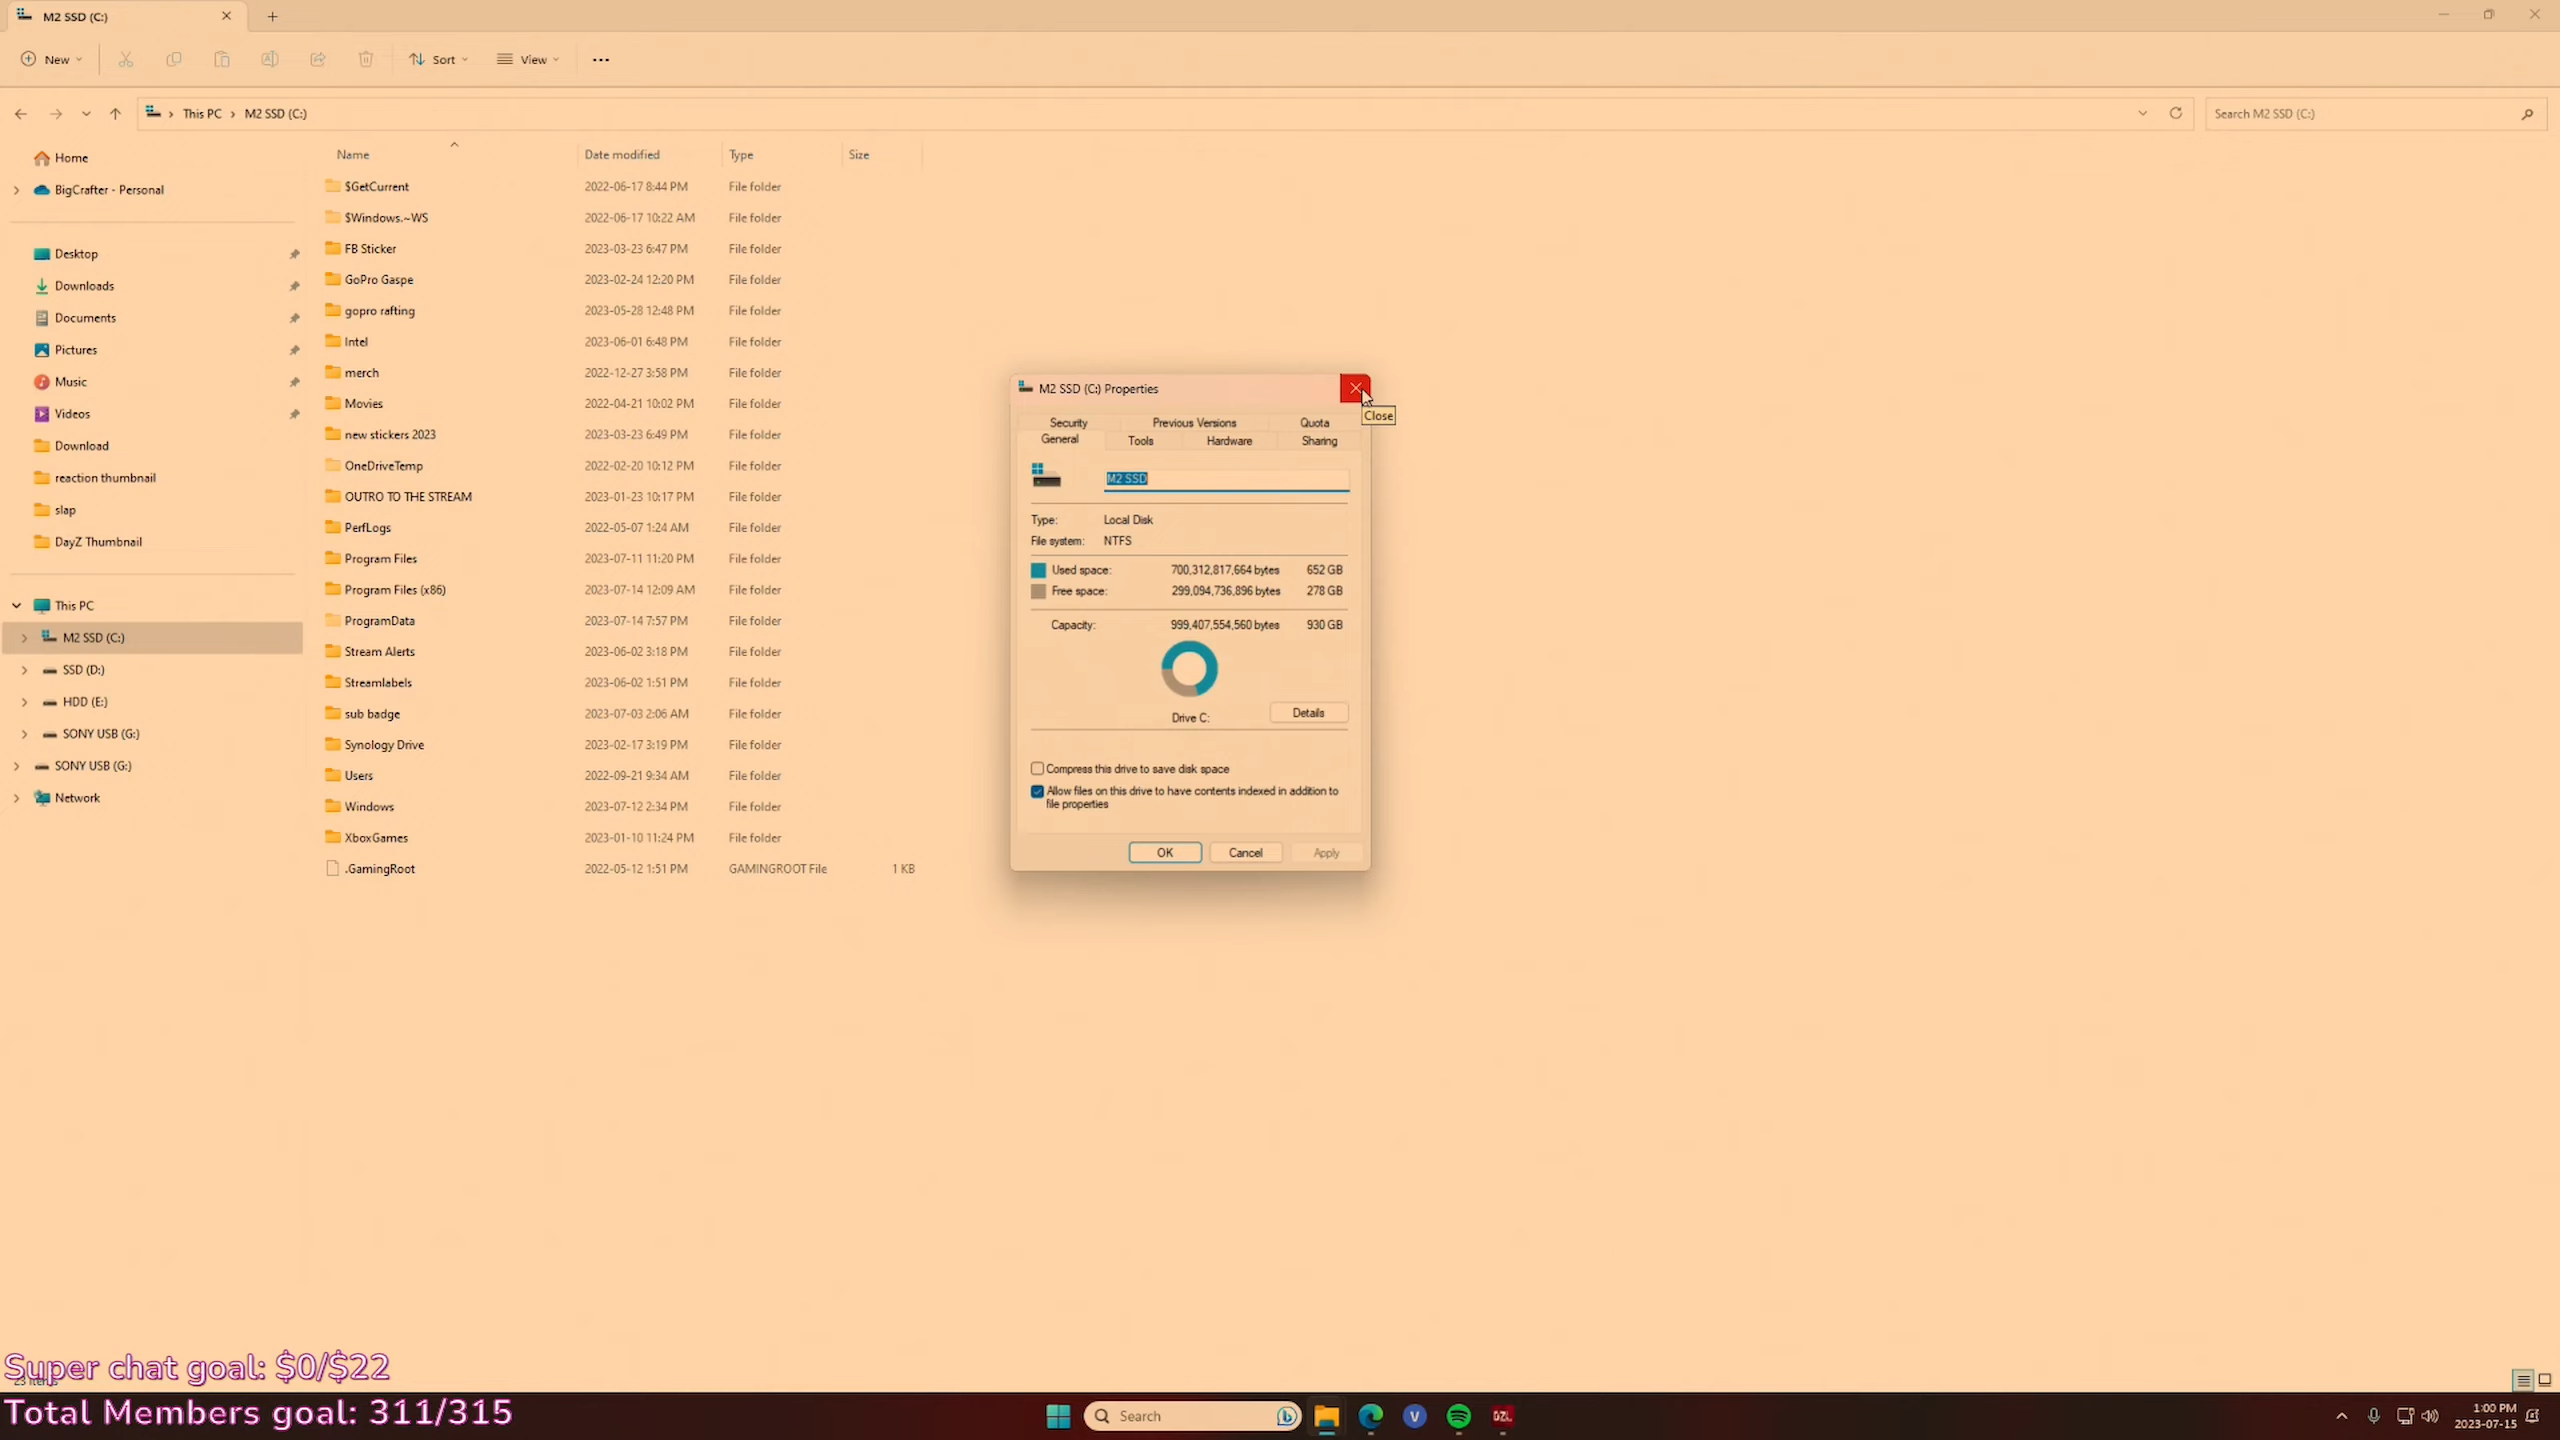 M2 SSD (C:)
New Sort View
This PC M2 SSD (C:) Search M2 SSD (C:)
Home
BigCrafter - Personal
Desktop
Downloads
Documents
Pictures
Music
Videos
Download
reaction thumbnail
slap
DayZ Thumbnail
This PC
M2 SSD (C:)
SSD (D:)
HDD (E:)
SONY USB (G:)
SONY USB (G:)
Network
Name Date modified Type Size
$GetCurrent 2022-06-17 8:44 PM File folder
$Windows.~WS 2022-06-17 10:22 AM File folder
FB Sticker 2023-03-23 6:47 PM File folder
GoPro Gaspe 2023-02-24 12:20 PM File folder
gopro rafting 2023-05-28 12:48 PM File folder
Intel 2023-06-01 6:48 PM File folder
merch 2022-12-27 3:58 PM File folder
Movies 2022-04-21 10:02 PM File folder
new stickers 2023 2023-03-23 6:49 PM File folder
OneDriveTemp 2022-02-20 10:12 PM File folder
OUTRO TO THE STREAM 2023-01-23 10:17 PM File folder
PerfLogs 2022-05-07 1:24 AM File folder
Program Files 2023-07-11 11:20 PM File folder
Program Files (x86) 2023-07-14 12:09 AM File folder
ProgramData 2023-07-14 7:57 PM File folder
Stream Alerts 2023-06-02 3:18 PM File folder
Streamlabels 2023-06-02 1:51 PM File folder
sub badge 2023-07-03 2:06 AM File folder
Synology Drive 2023-02-17 3:19 PM File folder
Users 2022-09-21 9:34 AM File folder
Windows 2023-07-12 2:34 PM File folder
XboxGames 2023-01-10 11:24 PM File folder
.GamingRoot 2022-05-12 1:51 PM GAMINGROOT File 1 KB
M2 SSD (C:) Properties
Close
Security Previous Versions Quota
General Tools Hardware Sharing
M2 SSD
Type: Local Disk
File system: NTFS
Used space: 700,312,817,664 bytes 652 GB
Free space: 299,094,736,896 bytes 278 GB
Capacity: 999,407,554,560 bytes 930 GB
Drive C: Details
Compress this drive to save disk space
Allow files on this drive to have contents indexed in addition to
file properties
OK Cancel Apply
Super chat goal: $0/$22
23 items
Total Members goal: 311/315
Search
V
DZL
1:00 PM
2023-07-15